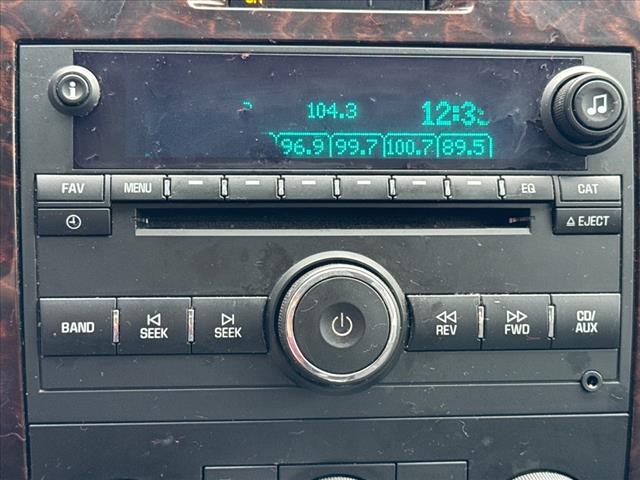 104.3 12:3
96.9 99.7 100.7 89.5
FAV MENU EQ CAT
EJECT
BAND SEEK SEEK REV FWD CD/
AUX